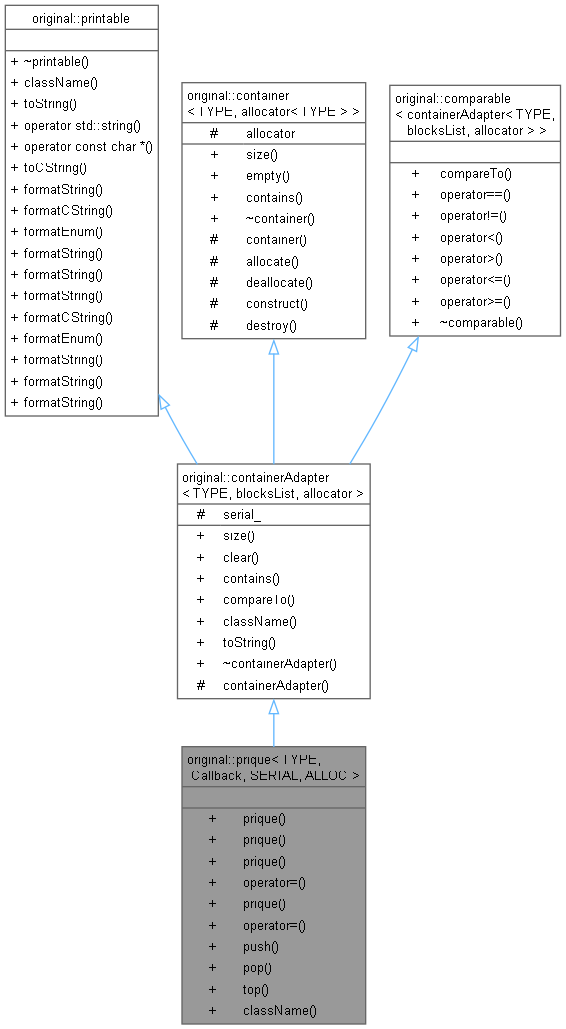 original::printable
+ ~printable()
+ className()
+ toString()
+ operator std::string()
+ operator const char *()
+ toCString()
+ formatString()
+ formatCString()
+ formatEnum()
+ formatString()
+ formatString()
+ formatString()
+ formatCString()
+ formatEnum()
+ formatString()
+ formatString()
+ formatString()
original::container
< TYPE, allocator< TYPE > >
# allocator
+ size()
+ empty()
+ contains()
+ ~container()
# container()
# allocate()
# deallocate()
# construct()
# destroy()
original::comparable
< containerAdapter< TYPE,
blocksList, allocator > >
+ compareTo()
+ operator==()
+ operator!=()
+ operator<()
+ operator>()
+ operator<=()
+ operator>=()
+ ~comparable()
original::containerAdapter
< TYPE, blocksList, allocator >
# serial_
+ size()
+ clear()
+ contains()
+ compareTo()
+ className()
+ toString()
+ ~containerAdapter()
# containerAdapter()
original::prique< TYPE,
Callback, SERIAL, ALLOC >
+ prique()
+ prique()
+ prique()
+ operator=()
+ prique()
+ operator=()
+ push()
+ pop()
+ top()
+ className()